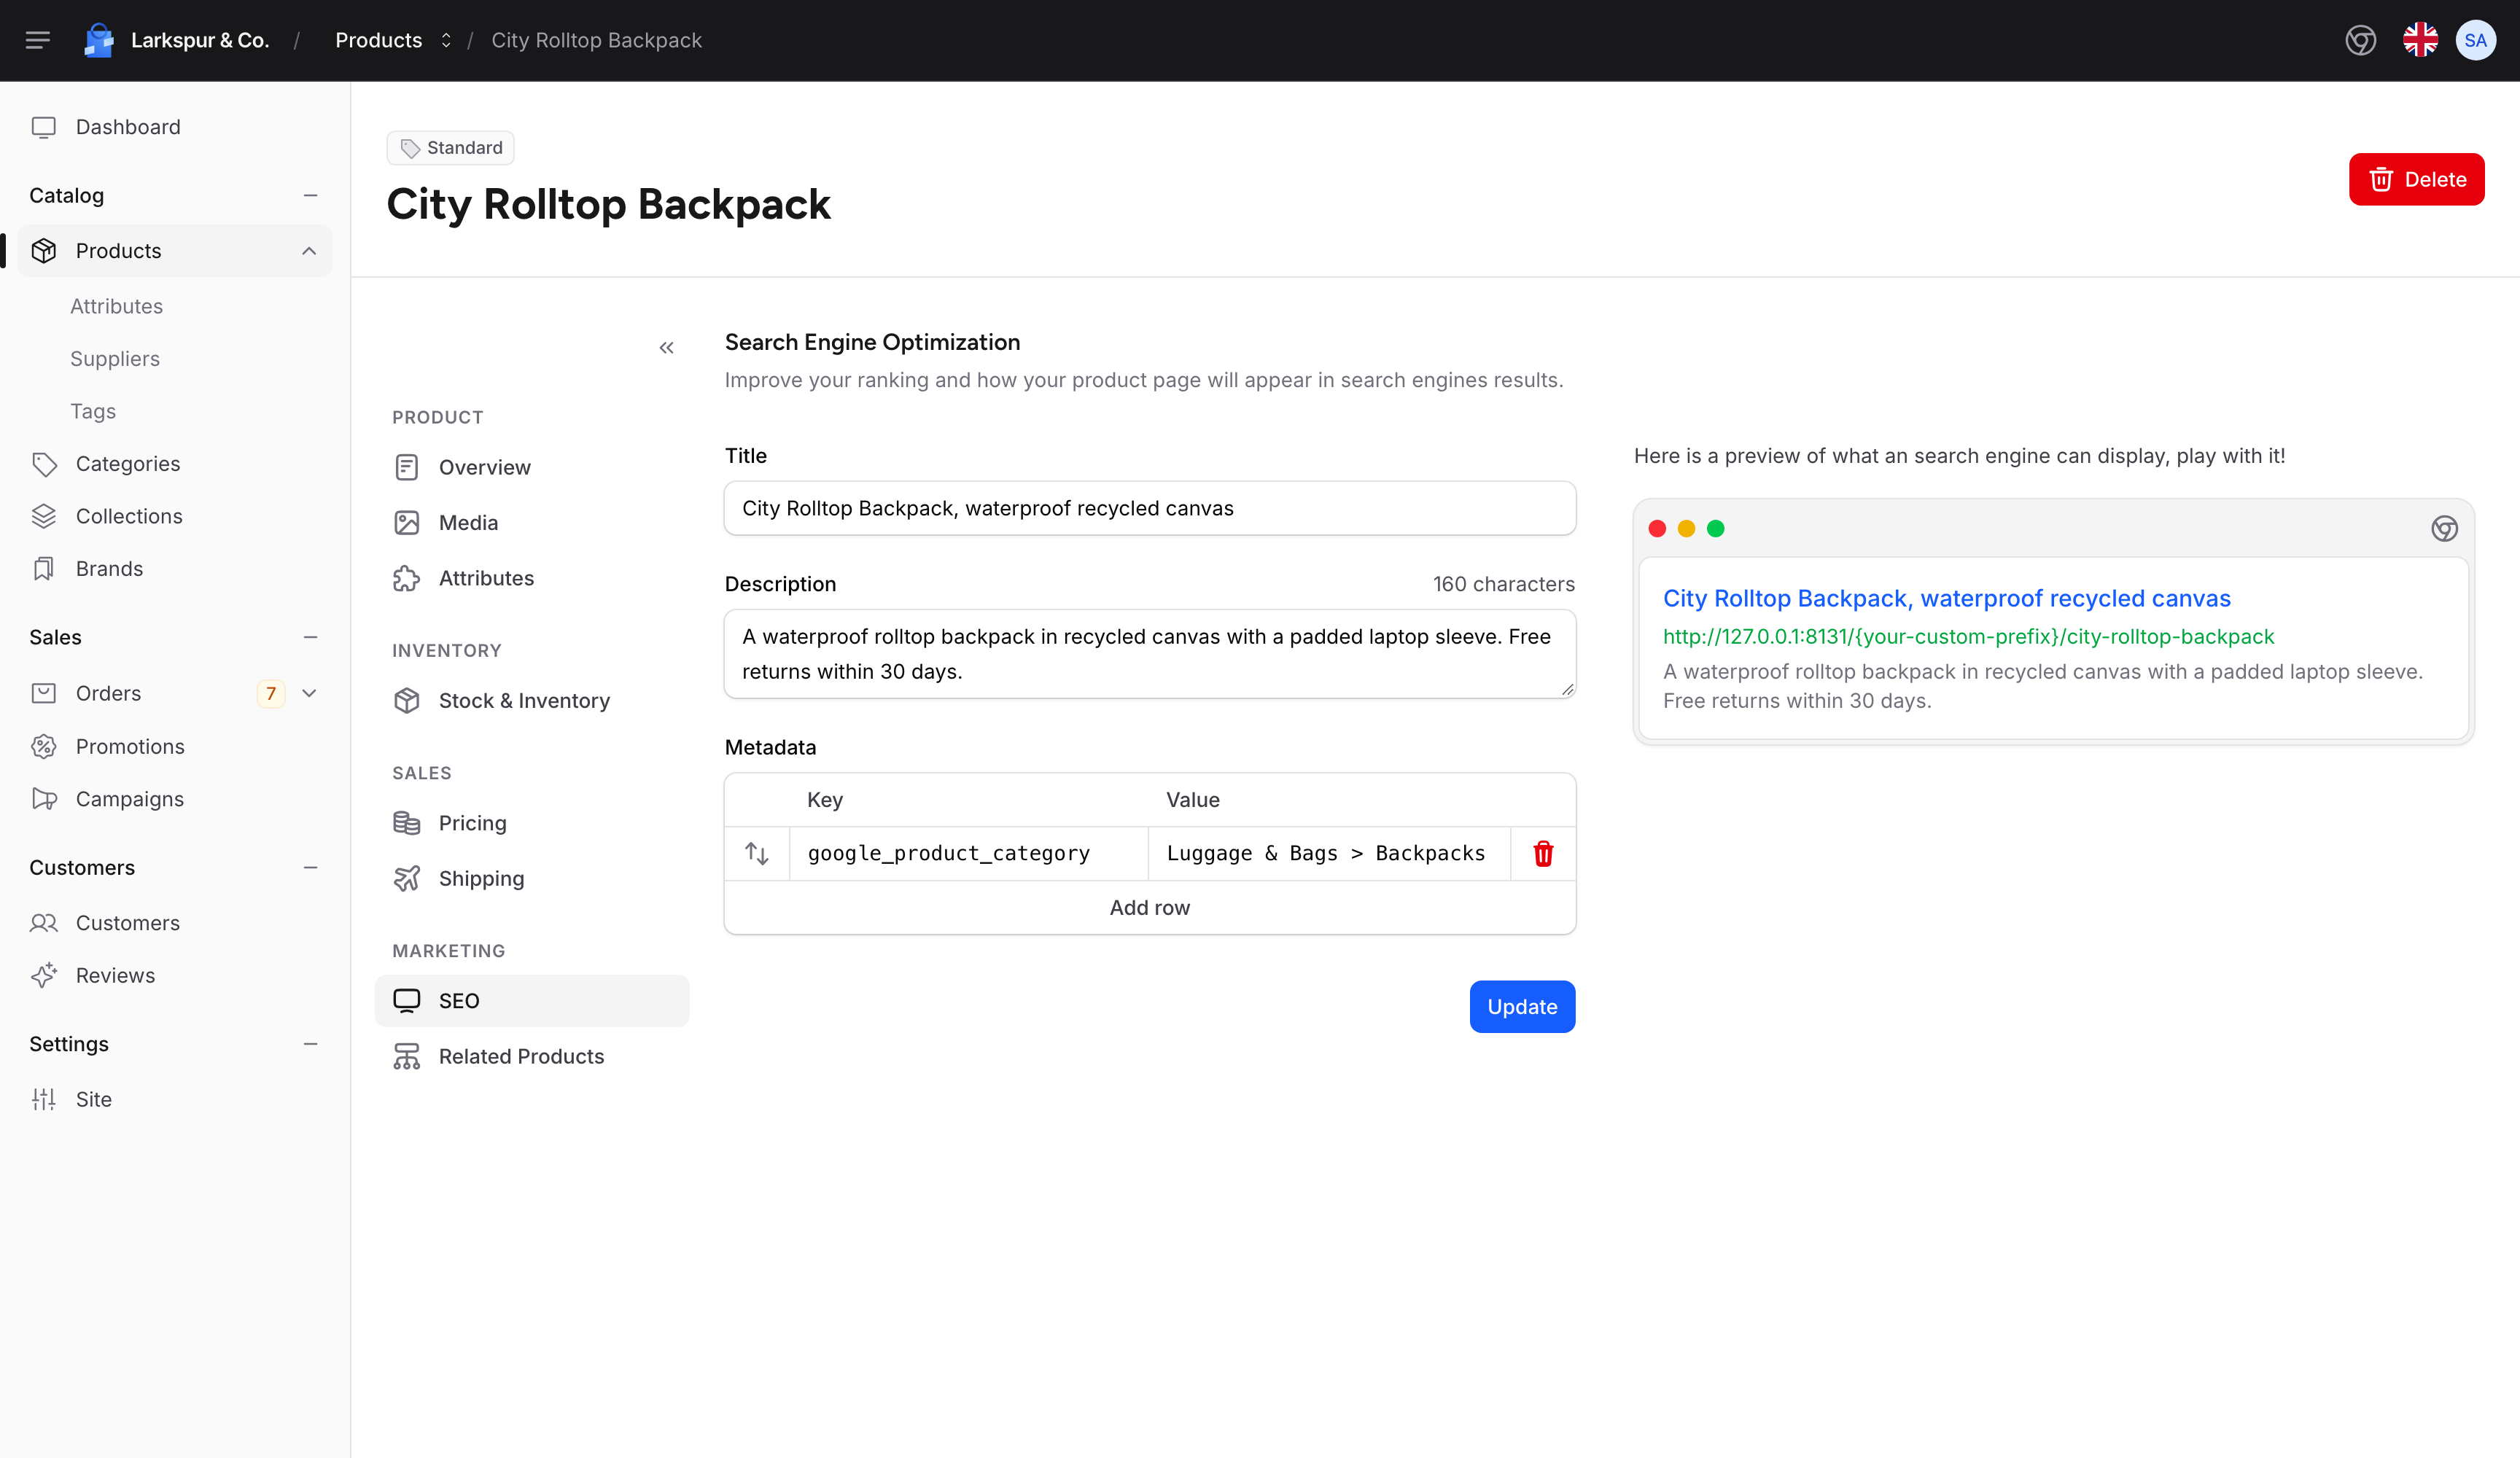 Larkspur & Co. / Products / City Rolltop Backpack
SA
Dashboard
Catalog
Products
Attributes
Suppliers
Tags
Categories
Collections
Brands
Sales
Orders 7
Promotions
Campaigns
Customers
Customers
Reviews
Settings
Site
Standard
City Rolltop Backpack
Delete
PRODUCT
Overview
Media
Attributes
INVENTORY
Stock & Inventory
SALES
Pricing
Shipping
MARKETING
SEO
Related Products
Search Engine Optimization
Improve your ranking and how your product page will appear in search engines results.
Title
City Rolltop Backpack, waterproof recycled canvas
Description 160 characters
A waterproof rolltop backpack in recycled canvas with a padded laptop sleeve. Free
returns within 30 days.
Metadata
Key Value
google_product_category Luggage & Bags > Backpacks
Add row
Update
Here is a preview of what an search engine can display, play with it!
City Rolltop Backpack, waterproof recycled canvas
http://127.0.0.1:8131/{your-custom-prefix}/city-rolltop-backpack
A waterproof rolltop backpack in recycled canvas with a padded laptop sleeve.
Free returns within 30 days.